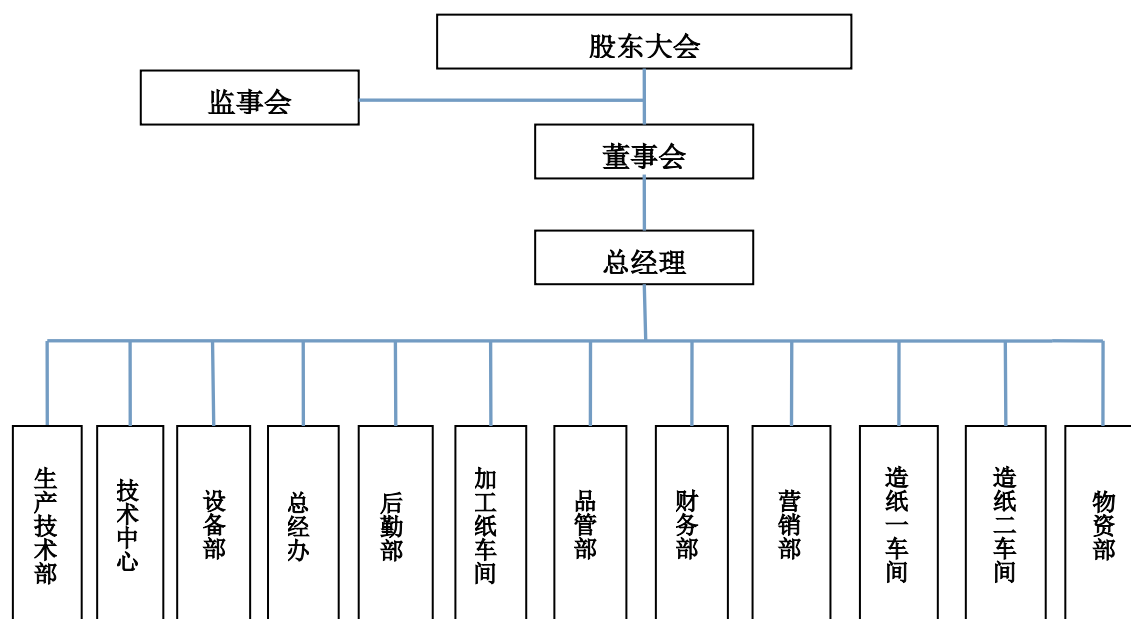 股东大会
监事会
董事会
总经理
生产技术部
技术中心
设备部
总经办
后勤部
加工纸车间
品管部
财务部
营销部
造纸一车间
造纸二车间
物资部